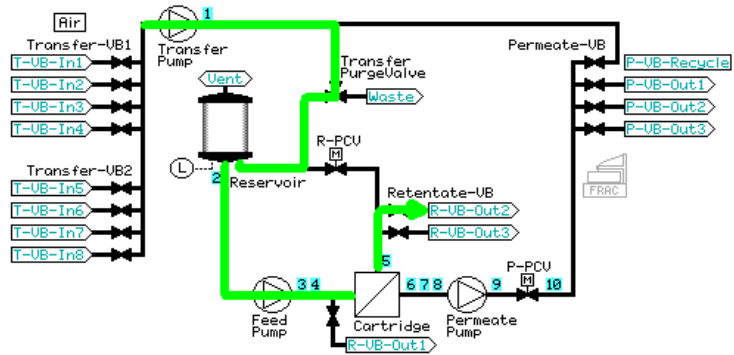 1
Air
Transfer-VB1
Transfer
Pump
Permeate-VB
T-VB-In1
Transfer
PurgeValve
P-VB-Recycle
T-VB-In2
Vent
P-VB-Out1
T-VB-In3
Waste
P-VB-Out2
T-VB-In4
P-VB-Out3
R-PCV
M
L
Transfer-VB2
2
Reservoir
FRAC
T-VB-In5
Retentate-VB
T-VB-In6
R-VB-Out2
T-VB-In7
R-VB-Out3
T-VB-In8
5
P-PCV
M
3 4
6 7 8
9
10
Feed
Pump
Cartridge
Permeate
Pump
R-VB-Out1